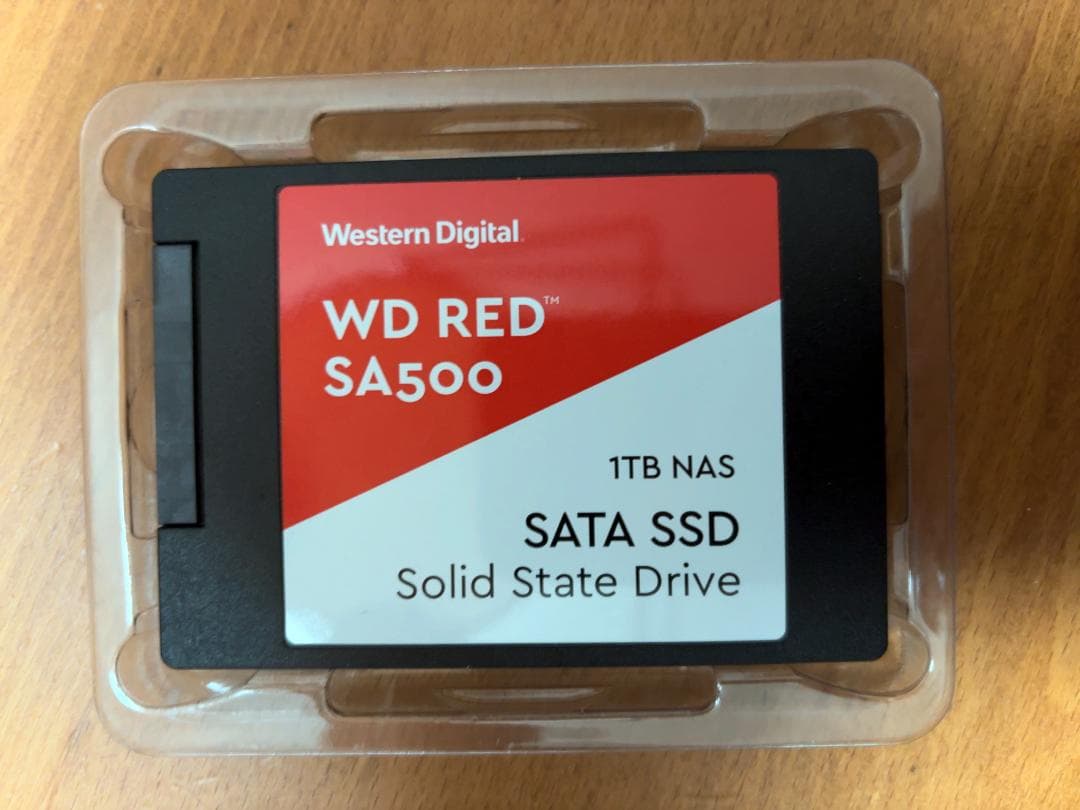 Western Digital.
WD RED™
SA500
1TB NAS
SATA SSD
Solid State Drive